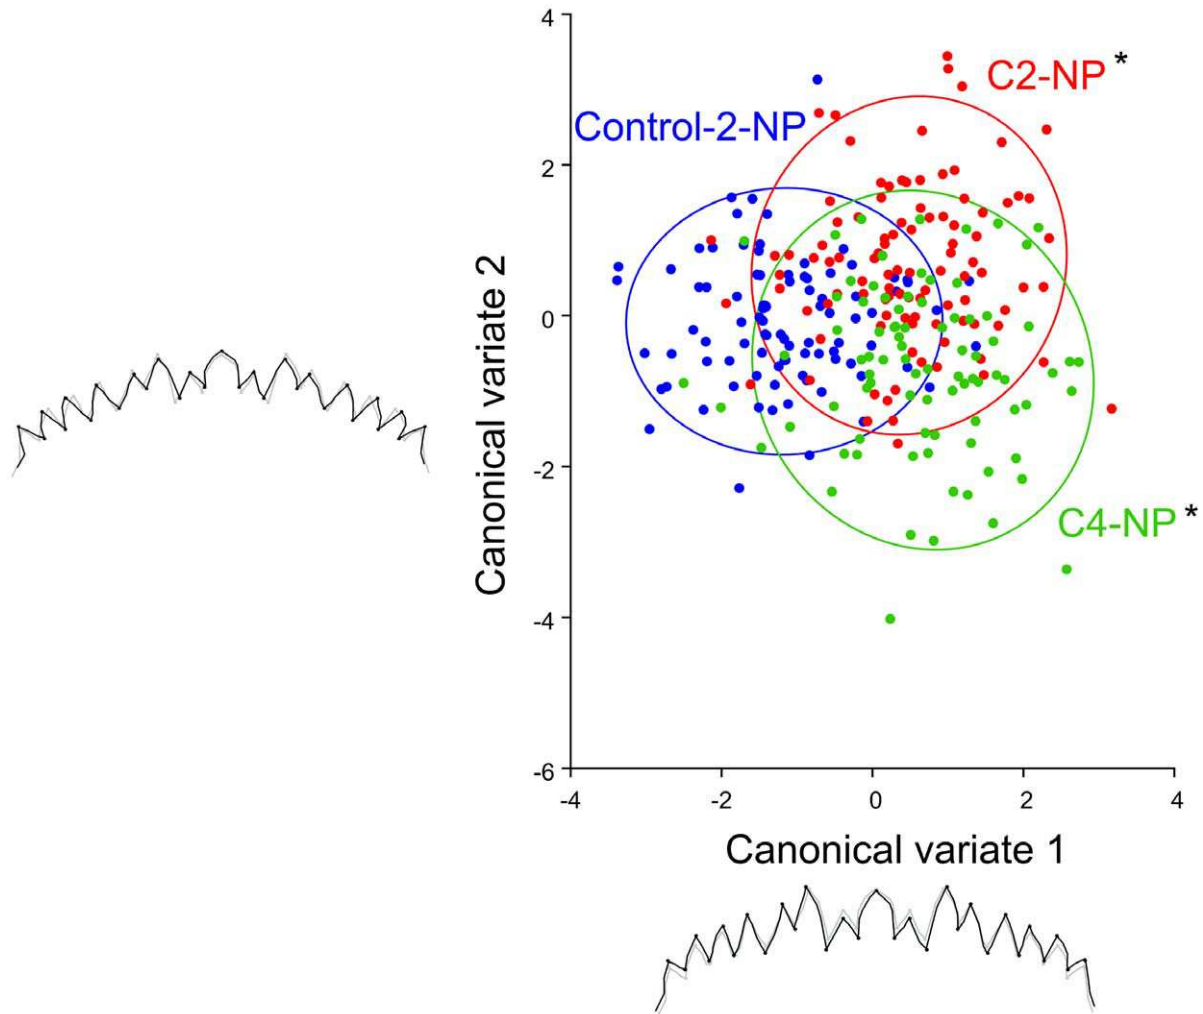 4
C2-NP*
Control-2-NP
2
Canonical variate 2
0
-2
C4-NP*
-4
-6
-4 -2 0 2 4
Canonical variate 1